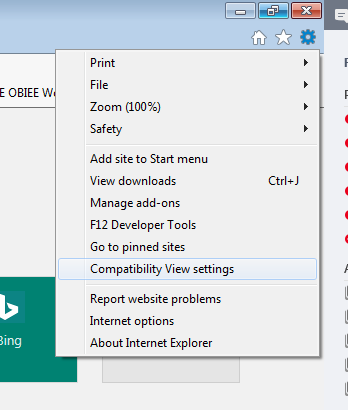 E OBIEE Wo
Print
File
Zoom (100%)
Safety
Add site to Start menu
View downloads Ctrl+J
Manage add-ons
F12 Developer Tools
Go to pinned sites
Compatibility View settings
Report website problems
Internet options
About Internet Explorer
Bing